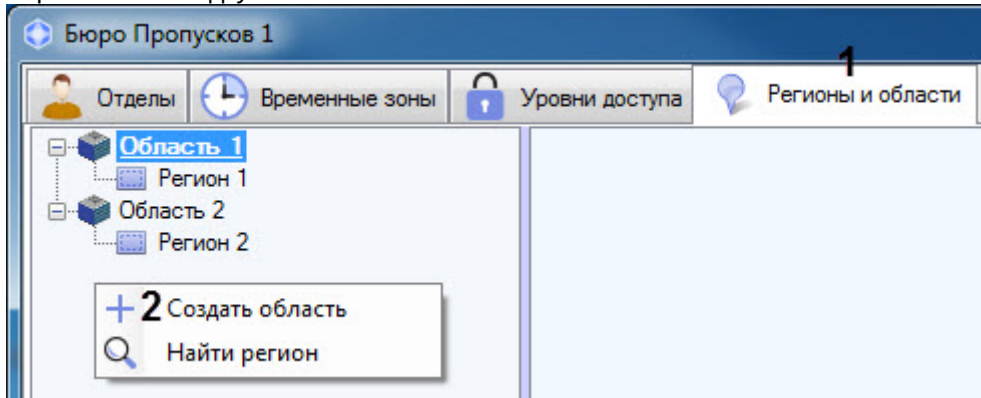 Бюро Пропусков 1
1
Отделы Временные зоны Уровни доступа Регионы и области
Область 1
Регион 1
Область 2
Регион 2
2 Создать область
Найти регион